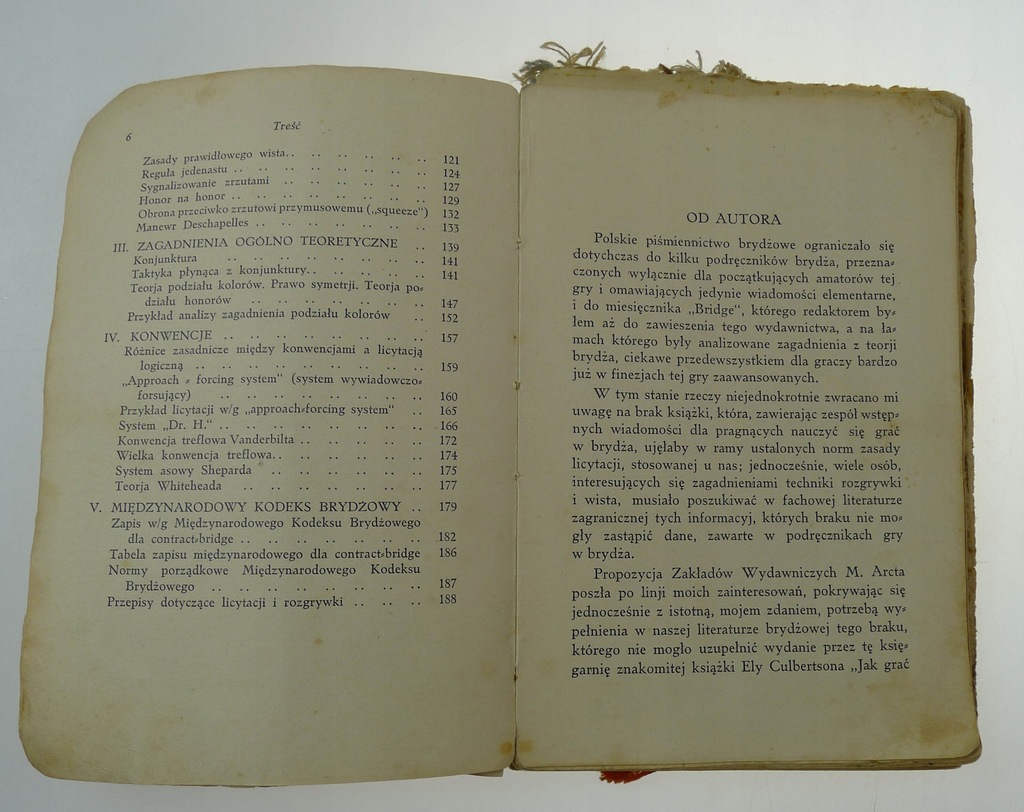 6
Treść
Zasady prawidłowego wista.. .. .. .. .. .. 121
Reguła jedenastu .. .. .. .. .. .. .. 124
Sygnalizowanie zrzutami .. .. .. .. .. 127
Honor na honor .. .. .. .. .. .. .. 129
Obrona przeciwko zrzutowi przymusowemu („squeeze“) 132
Manewr Deschapelles .. .. .. .. .. .. 133
III. ZAGADNIENIA OGÓLNO TEORETYCZNE .. 139
Konjunktura .. .. .. .. .. .. .. 141
Taktyka płynąca z konjunktury.. .. .. .. .. 141
Teorja podziału kolorów. Prawo symetrji. Teorja po-
działu honorów .. .. .. .. .. .. 147
Przykład analizy zagadnienia podziału kolorów .. 152
IV. KONWENCJE .. .. .. .. .. .. .. .. 157
Różnice zasadnicze między konwencjami a licytacją
logiczną .. .. .. .. .. .. .. .. 159
„Approach - forcing system“ (system wywiadowczo-
forsujący) .. .. .. .. .. .. .. 160
Przykład licytacji w/g „approach-forcing system“ .. 165
System „Dr. H.“ .. .. .. .. .. .. .. 166
Konwencja treflowa Vanderbilta .. .. .. .. .. 172
Wielka konwencja treflowa.. .. .. .. .. .. 174
System asowy Sheparda .. .. .. .. .. .. 175
Teorja Whiteheada .. .. .. .. .. .. .. 177
V. MIĘDZYNARODOWY KODEKS BRYDŻOWY .. 179
Zapis w/g Międzynarodowego Kodeksu Brydżowego
dla contract-bridge .. .. .. .. .. .. .. 182
Tabela zapisu międzynarodowego dla contract-bridge 186
Normy porządkowe Międzynarodowego Kodeksu
Brydżowego .. .. .. .. .. .. .. 187
Przepisy dotyczące licytacji i rozgrywki .. .. .. 188
OD AUTORA
Polskie piśmiennictwo brydżowe ograniczało się
dotychczas do kilku podręczników brydża, przezna-
czonych wyłącznie dla początkujących amatorów tej
gry i omawiających jedynie wiadomości elementarne,
i do miesięcznika „Bridge“, którego redaktorem by-
łem aż do zawieszenia tego wydawnictwa, a na ła-
mach którego były analizowane zagadnienia z teorji
brydża, ciekawe przedewszystkiem dla graczy bardzo
już w finezjach tej gry zaawansowanych.
W tym stanie rzeczy niejednokrotnie zwracano mi
uwagę na brak książki, która, zawierając zespół wstęp-
nych wiadomości dla pragnących nauczyć się grać
w brydża, ujęłaby w ramy ustalonych norm zasady
licytacji, stosowanej u nas; jednocześnie, wiele osób,
interesujących się zagadnieniami techniki rozgrywki
i wista, musiało poszukiwać w fachowej literaturze
zagranicznej tych informacyj, których braku nie mo-
gły zastąpić dane, zawarte w podręcznikach gry
w brydża.
Propozycja Zakładów Wydawniczych M. Arcta
poszła po linji moich zainteresowań, pokrywając się
jednocześnie z istotną, mojem zdaniem, potrzebą wy-
pełnienia w naszej literaturze brydżowej tego braku,
którego nie mogło uzupełnić wydanie przez tę księ-
garnię znakomitej książki Ely Culbertsona „Jak grać